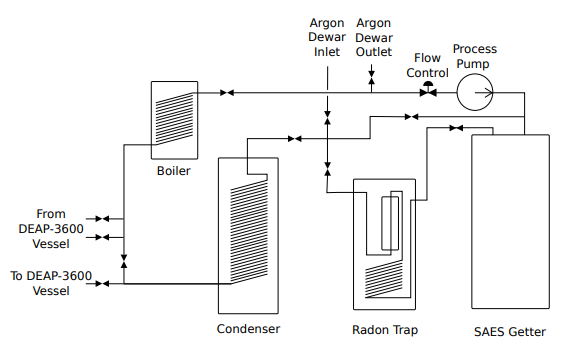 Argon
Dewar
Inlet
Argon
Dewar
Outlet
Flow
Control
Process
Pump
Boiler
From
DEAP-3600
Vessel
To DEAP-3600
Vessel
Condenser
Radon Trap
SAES Getter